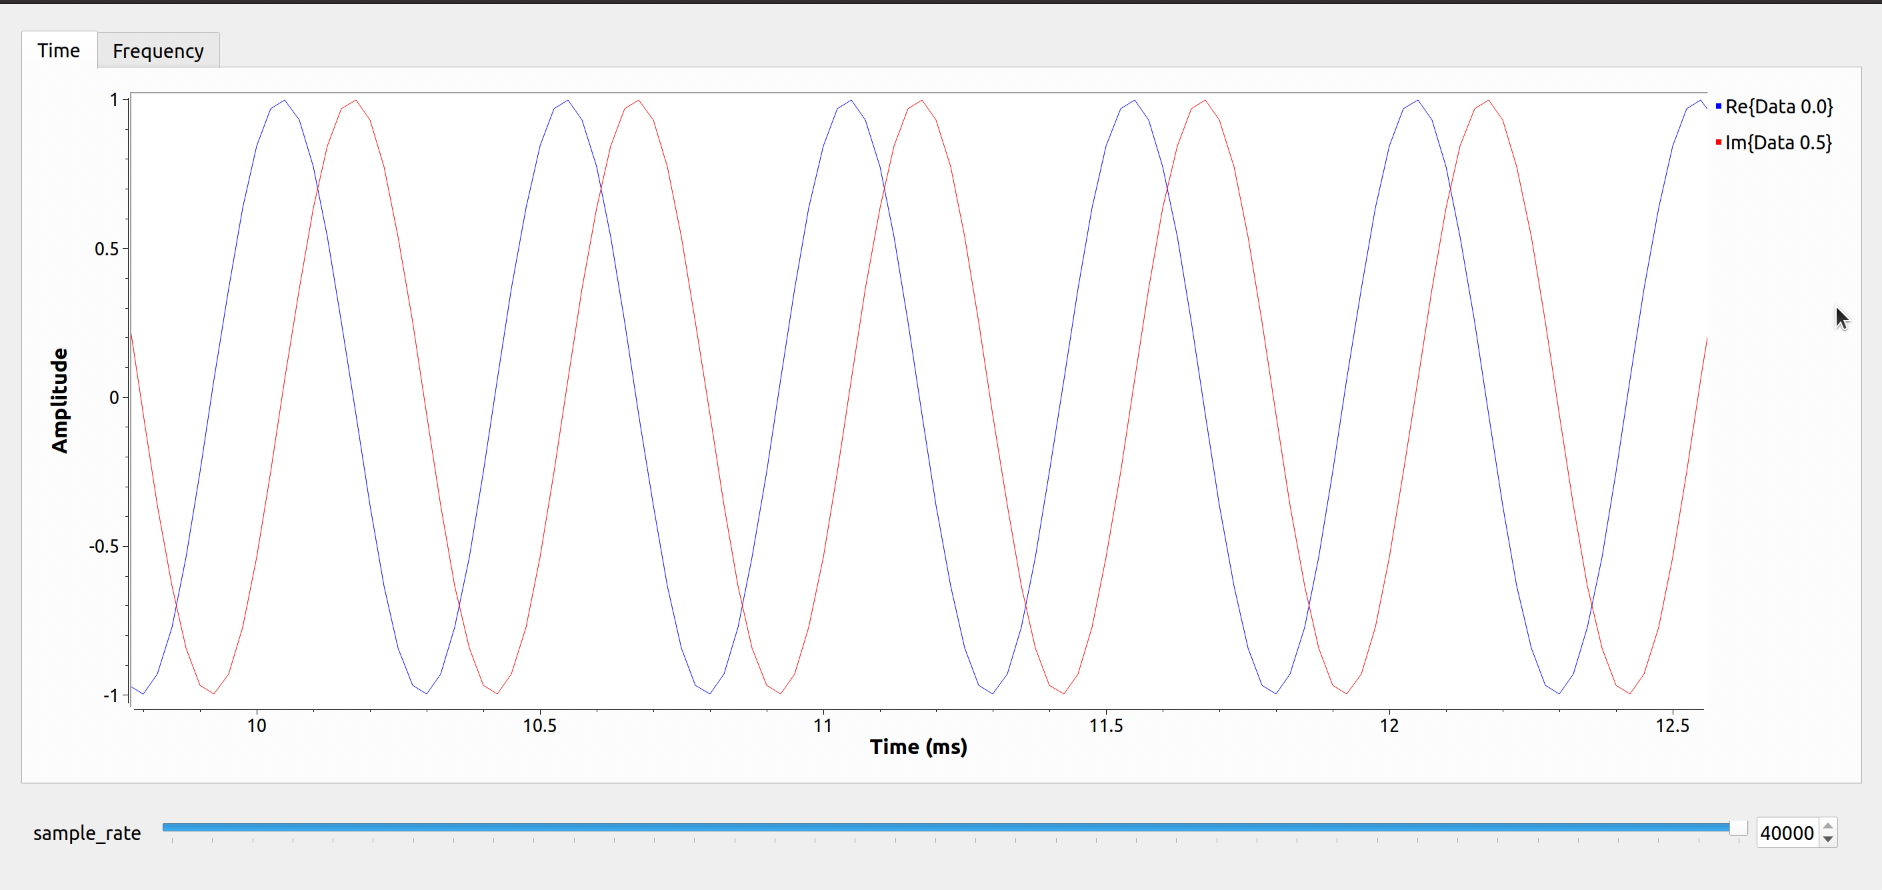 Time
Frequency
Re{Data 0.0}
Im{Data 0.5}
1
0.5
0
-0.5
-1
Amplitude
10 10.5 11 11.5 12 12.5
Time (ms)
sample_rate 40000